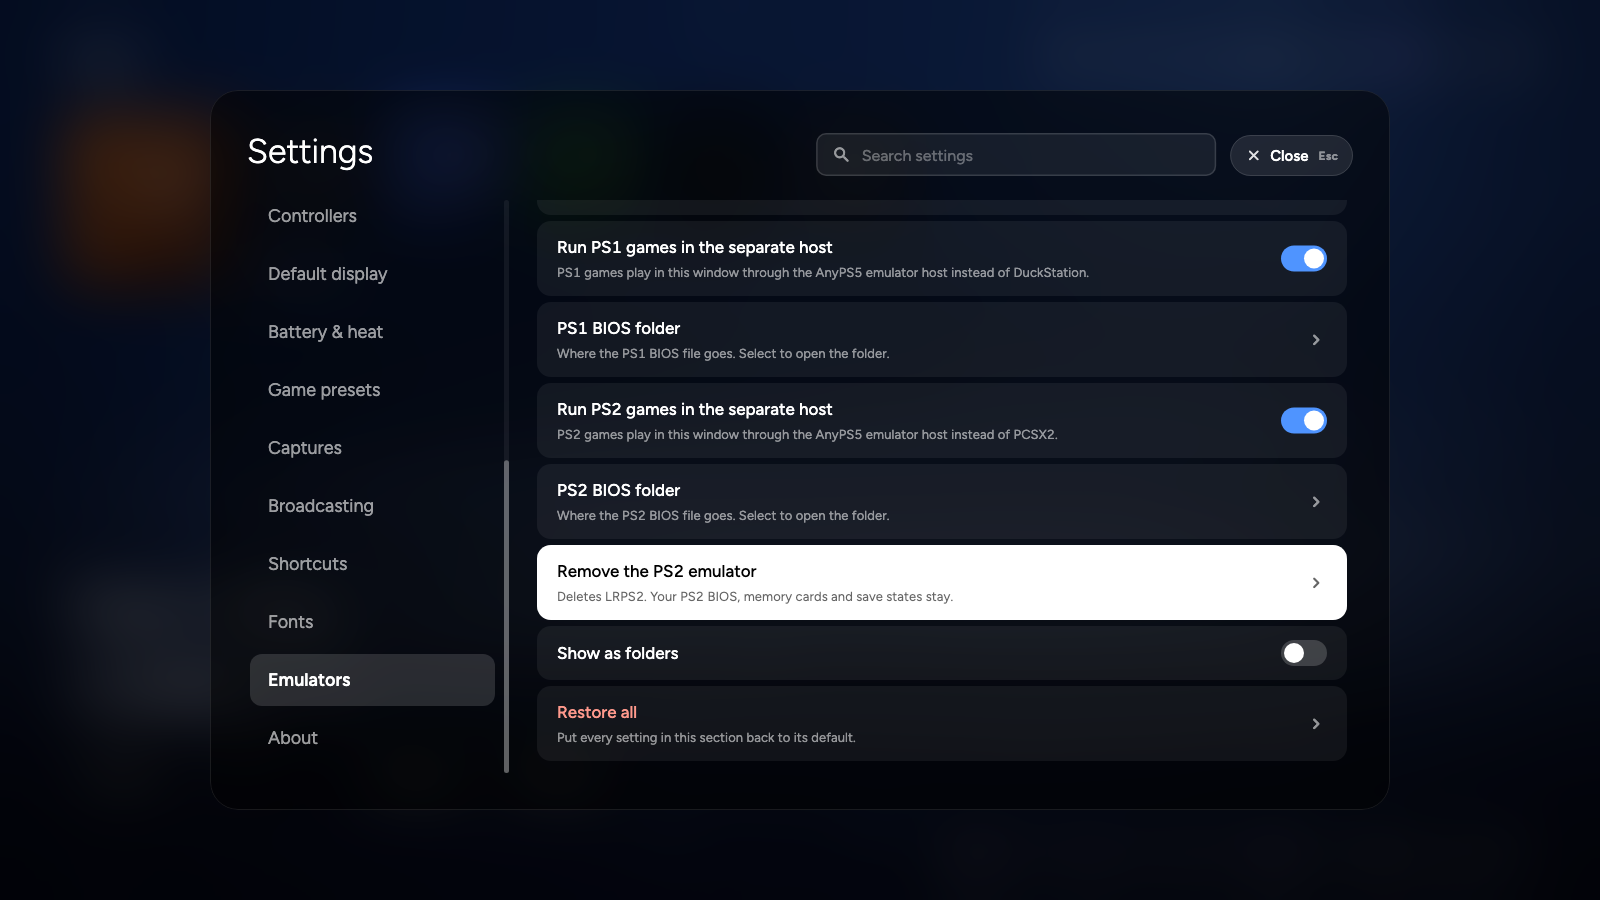 Settings
Search settings
Close Esc
Controllers
Default display
Battery & heat
Game presets
Captures
Broadcasting
Shortcuts
Fonts
Emulators
About
Run PS1 games in the separate host
PS1 games play in this window through the AnyPS5 emulator host instead of DuckStation.
PS1 BIOS folder
Where the PS1 BIOS file goes. Select to open the folder.
Run PS2 games in the separate host
PS2 games play in this window through the AnyPS5 emulator host instead of PCSX2.
PS2 BIOS folder
Where the PS2 BIOS file goes. Select to open the folder.
Remove the PS2 emulator
Deletes LRPS2. Your PS2 BIOS, memory cards and save states stay.
Show as folders
Restore all
Put every setting in this section back to its default.